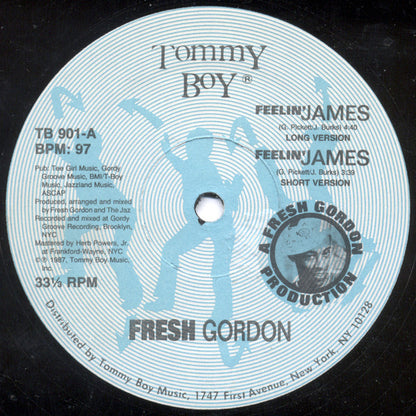 TOMMY
BOY ®
TB 901-A
BPM: 97
FEELIN' JAMES
(G. Pickett/J. Burks) 4:40
LONG VERSION
FEELIN' JAMES
(G. Pickett/J. Burks) 3:39
SHORT VERSION
Pub: Tee Girl Music, Gordy
Groove Music, BMI/T-Boy
Music, Jazzland Music,
ASCAP
Produced, arranged and mixed
by Fresh Gordon and The Jaz
Recorded and mixed at Gordy
Groove Recording, Brooklyn,
NYC
Mastered by Herb Powers, Jr.
at Frankford-Wayne, NYC
©℗ 1987, Tommy Boy Music,
Inc.
33⅓ RPM
A FRESH GORDON
PRODUCTION
FRESH GORDON
Distributed by Tommy Boy Music, 1747 First Avenue, New York, NY 10128